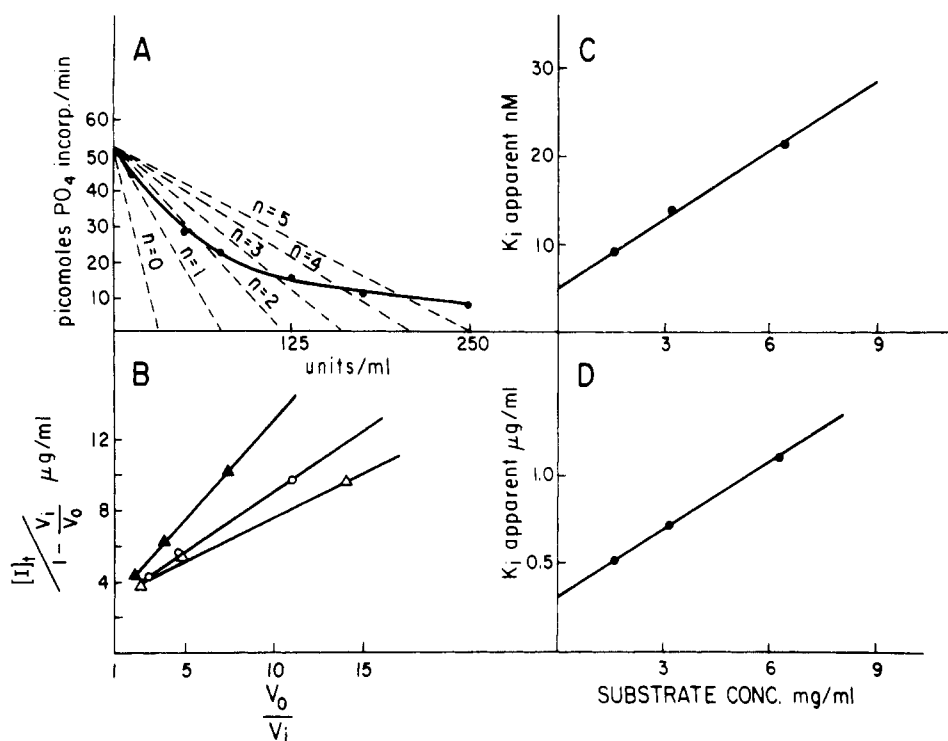 A
picomoles PO4 incorp./min
60
50
40
30
20
10
n=0
n=1
n=2
n=3
n=4
n=5
125
250
units/ml
B
[I]t / 1 - Vi/Vo µg/ml
12
8
4
1
5
10
15
Vo
Vi
C
Ki apparent nM
30
20
10
3
6
9
D
Ki apparent µg/ml
1.0
0.5
3
6
9
SUBSTRATE CONC. mg/ml